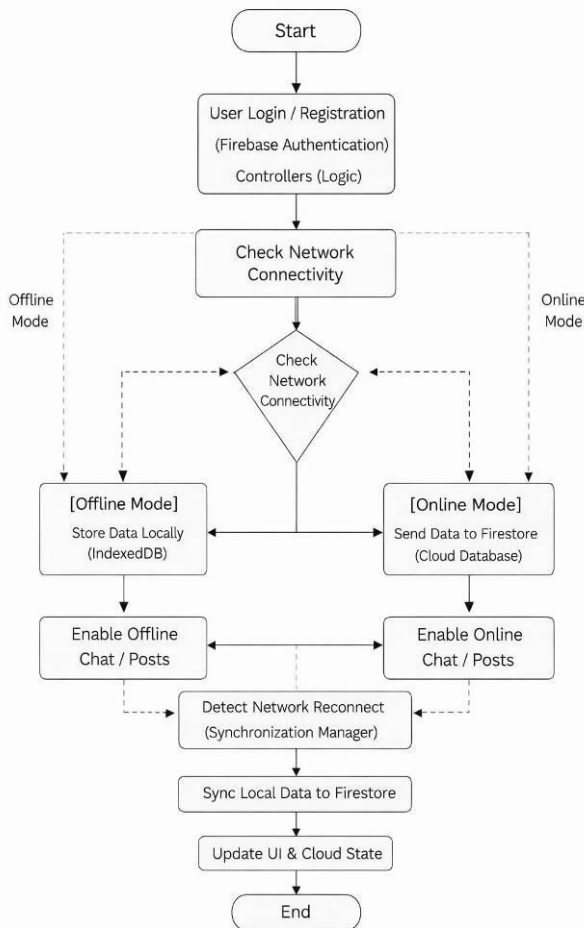 Start
User Login / Registration
(Firebase Authentication)
Controllers (Logic)
Check Network
Connectivity
Offline
Mode
Online
Mode
Check
Network
Connectivity
[Offline Mode]
Store Data Locally
(IndexedDB)
[Online Mode]
Send Data to Firestore
(Cloud Database)
Enable Offline
Chat / Posts
Enable Online
Chat / Posts
Detect Network Reconnect
(Synchronization Manager)
Sync Local Data to Firestore
Update UI & Cloud State
End